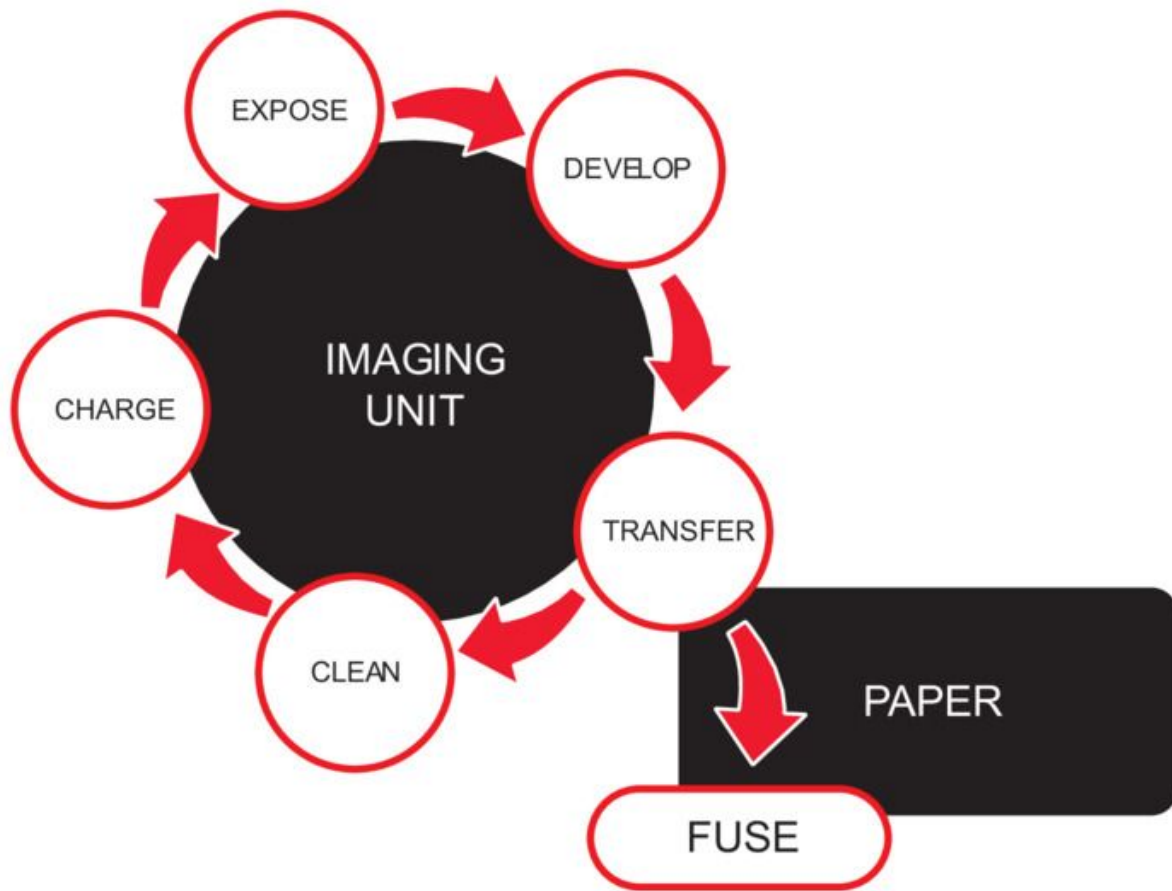 EXPOSE
DEVELOP
IMAGING
UNIT
CHARGE
TRANSFER
CLEAN
PAPER
FUSE